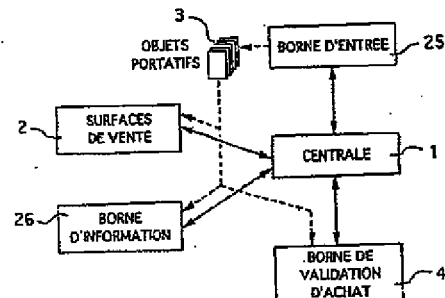 3
OBJETS
PORTATIFS
BORNE D'ENTREE
25
2
SURFACES
DE VENTE
CENTRALE
1
26
BORNE
D'INFORMATION
BORNE DE
VALIDATION
D'ACHAT
4